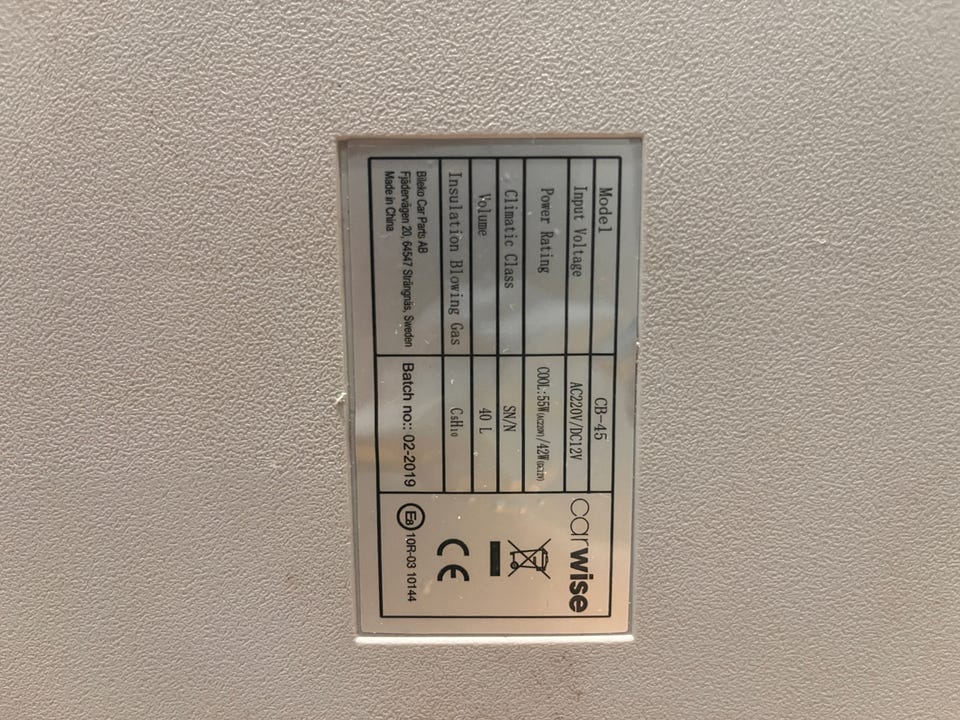 Model CB-45
Input Voltage AC220V/DC12V
Power Rating COOL:55W(AC220V)/42W(DC12V)
Climatic Class SN/N
Volume 40 L
Insulation Blowing Gas C5H10
Bileko Car Parts AB
Fjädervägen 20, 64547 Strängnäs, Sweden
Made in China
Batch no:: 02-2019
carwise
CE
E8 10R-03 10144